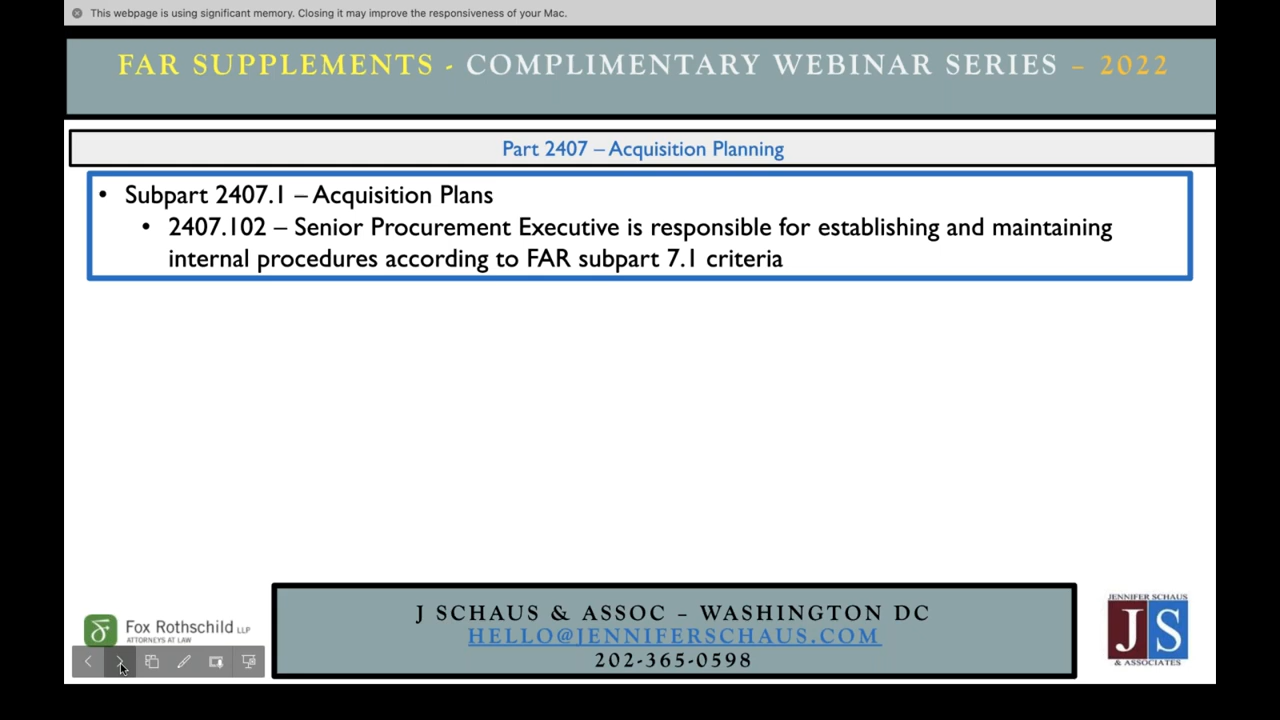 This webpage is using significant memory. Closing it may improve the responsiveness of your Mac.
FAR SUPPLEMENTS - COMPLIMENTARY WEBINAR SERIES – 2022
Part 2407 – Acquisition Planning
• Subpart 2407.1 – Acquisition Plans
• 2407.102 – Senior Procurement Executive is responsible for establishing and maintaining
internal procedures according to FAR subpart 7.1 criteria
Fox Rothschild LLP
ATTORNEYS AT LAW
J SCHAUS & ASSOC – WASHINGTON DC
HELLO@JENNIFERSCHAUS.COM
202-365-0598
JENNIFER SCHAUS
JS
& ASSOCIATES